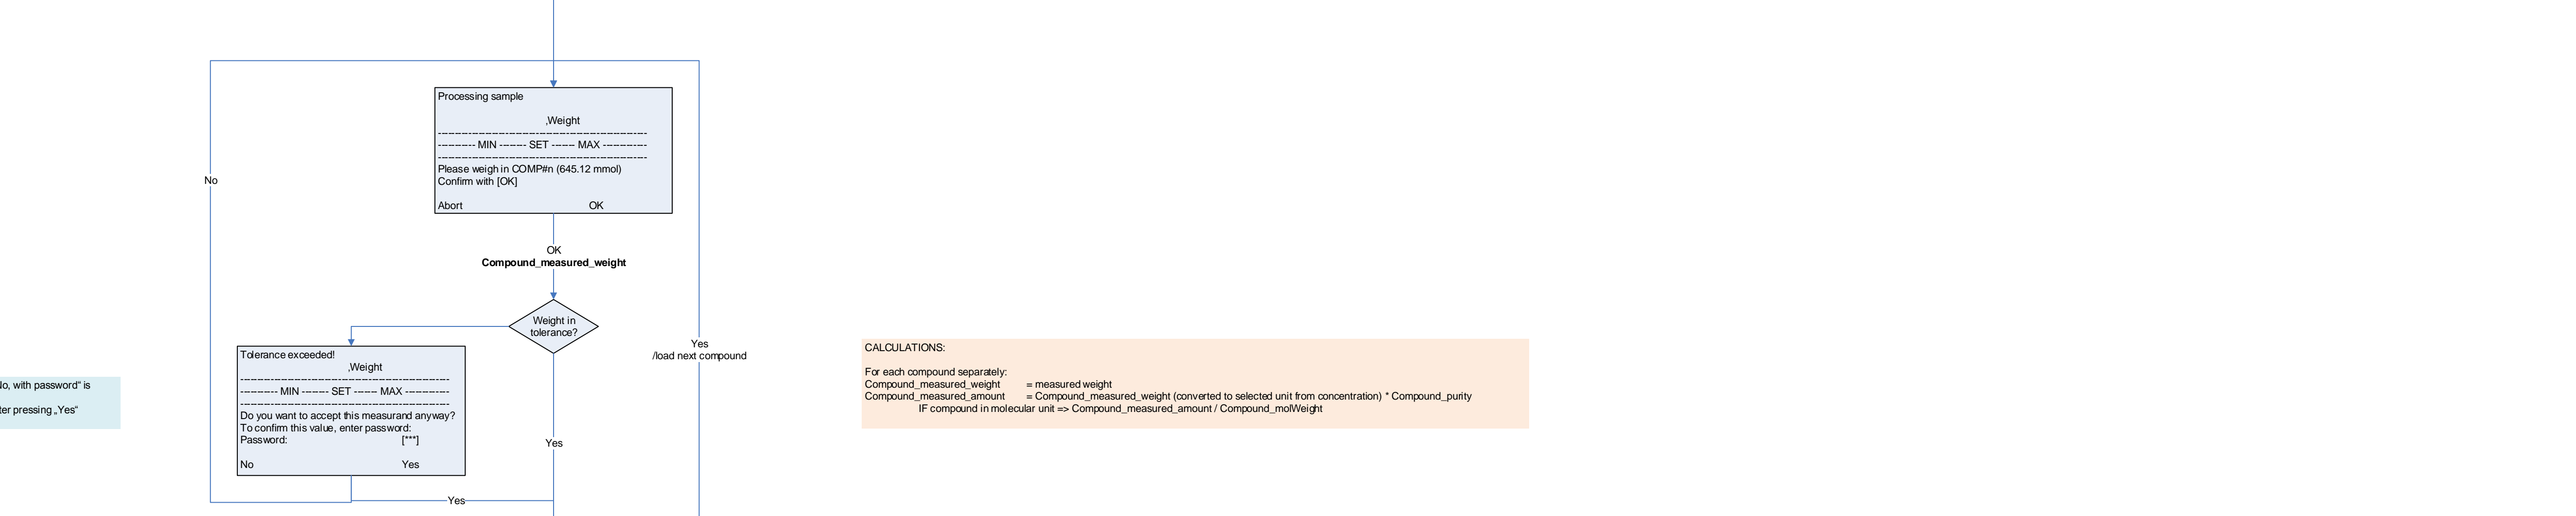 Processing sample
‚Weight
----------- MIN -------- SET ------- MAX -------------
Please weigh in COMP#n (645.12 mmol)
Confirm with [OK]
Abort OK
No
OK
Compound_measured_weight
Weight in
tolerance?
Yes
/load next compound
Tolerance exceeded!
‚Weight
----------- MIN -------- SET ------- MAX -------------
Do you want to accept this measurand anyway?
To confirm this value, enter password:
Password: [***]
No Yes
Yes
Yes
No, with password“ is
ter pressing „Yes“
CALCULATIONS:
For each compound separately:
Compound_measured_weight = measured weight
Compound_measured_amount = Compound_measured_weight (converted to selected unit from concentration) * Compound_purity
IF compound in molecular unit => Compound_measured_amount / Compound_molWeight